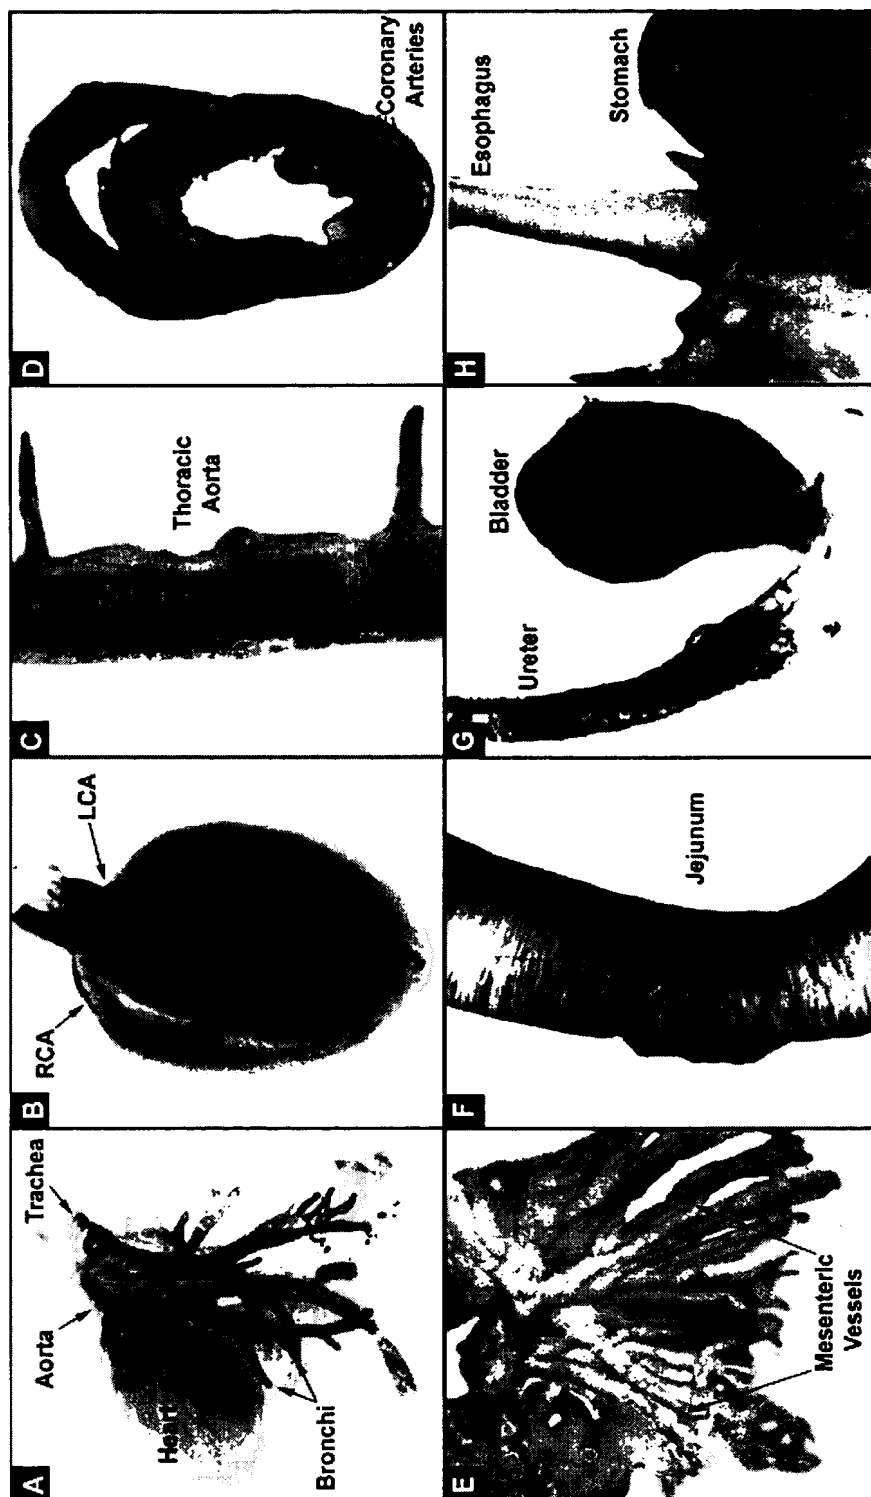 A
Aorta
Trachea
Heart
Bronchi
B
RCA
LCA
C
Thoracic
Aorta
D
Coronary
Arteries
E
Mesenteric
Vessels
F
Jejunum
G
Ureter
Bladder
H
Esophagus
Stomach